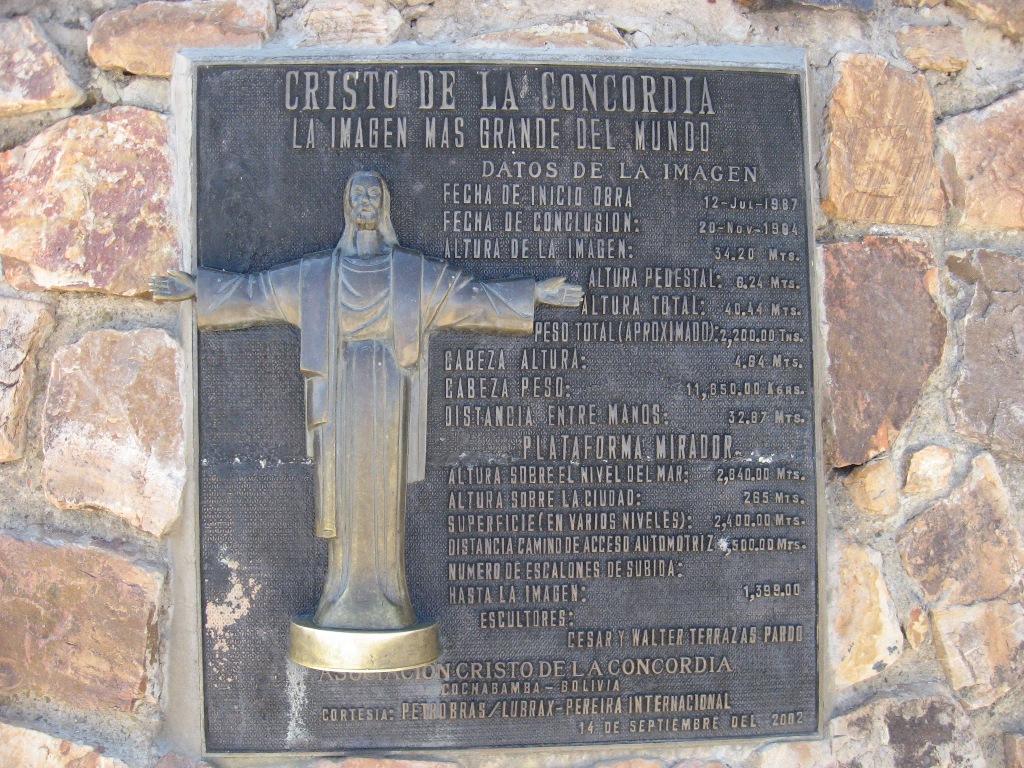 CRISTO DE LA CONCORDIA
LA IMAGEN MAS GRANDE DEL MUNDO
DATOS DE LA IMAGEN
FECHA DE INICIO OBRA 12-JUL-1987
FECHA DE CONCLUSION: 20-NOV-1994
ALTURA DE LA IMAGEN: 34.20 MTS.
ALTURA PEDESTAL: 6.24 MTS.
ALTURA TOTAL: 40.44 MTS.
PESO TOTAL (APROXIMADO): 2,200.00 TNS.
CABEZA ALTURA: 4.64 MTS.
CABEZA PESO: 11,850.00 KGRS.
DISTANCIA ENTRE MANOS: 32.87 MTS.
PLATAFORMA MIRADOR
ALTURA SOBRE EL NIVEL DEL MAR: 2,840.00 MTS.
ALTURA SOBRE LA CIUDAD: 265 MTS.
SUPERFICIE (EN VARIOS NIVELES): 2,400.00 MTS.
DISTANCIA CAMINO DE ACCESO AUTOMOTRIZ MTS.
NUMERO DE ESCALONES DE SUBIDA:
HASTA LA IMAGEN: 1,399.00
ESCULTORES:
CESAR Y WALTER TERRAZAS PARDO
CRISTO DE LA CONCORDIA
COCHABAMBA - BOLIVIA
CORTESIA: PETROBRAS/LUBRAX-PEREIRA INTERNACIONAL
14 DE SEPTIEMBRE DEL 2002